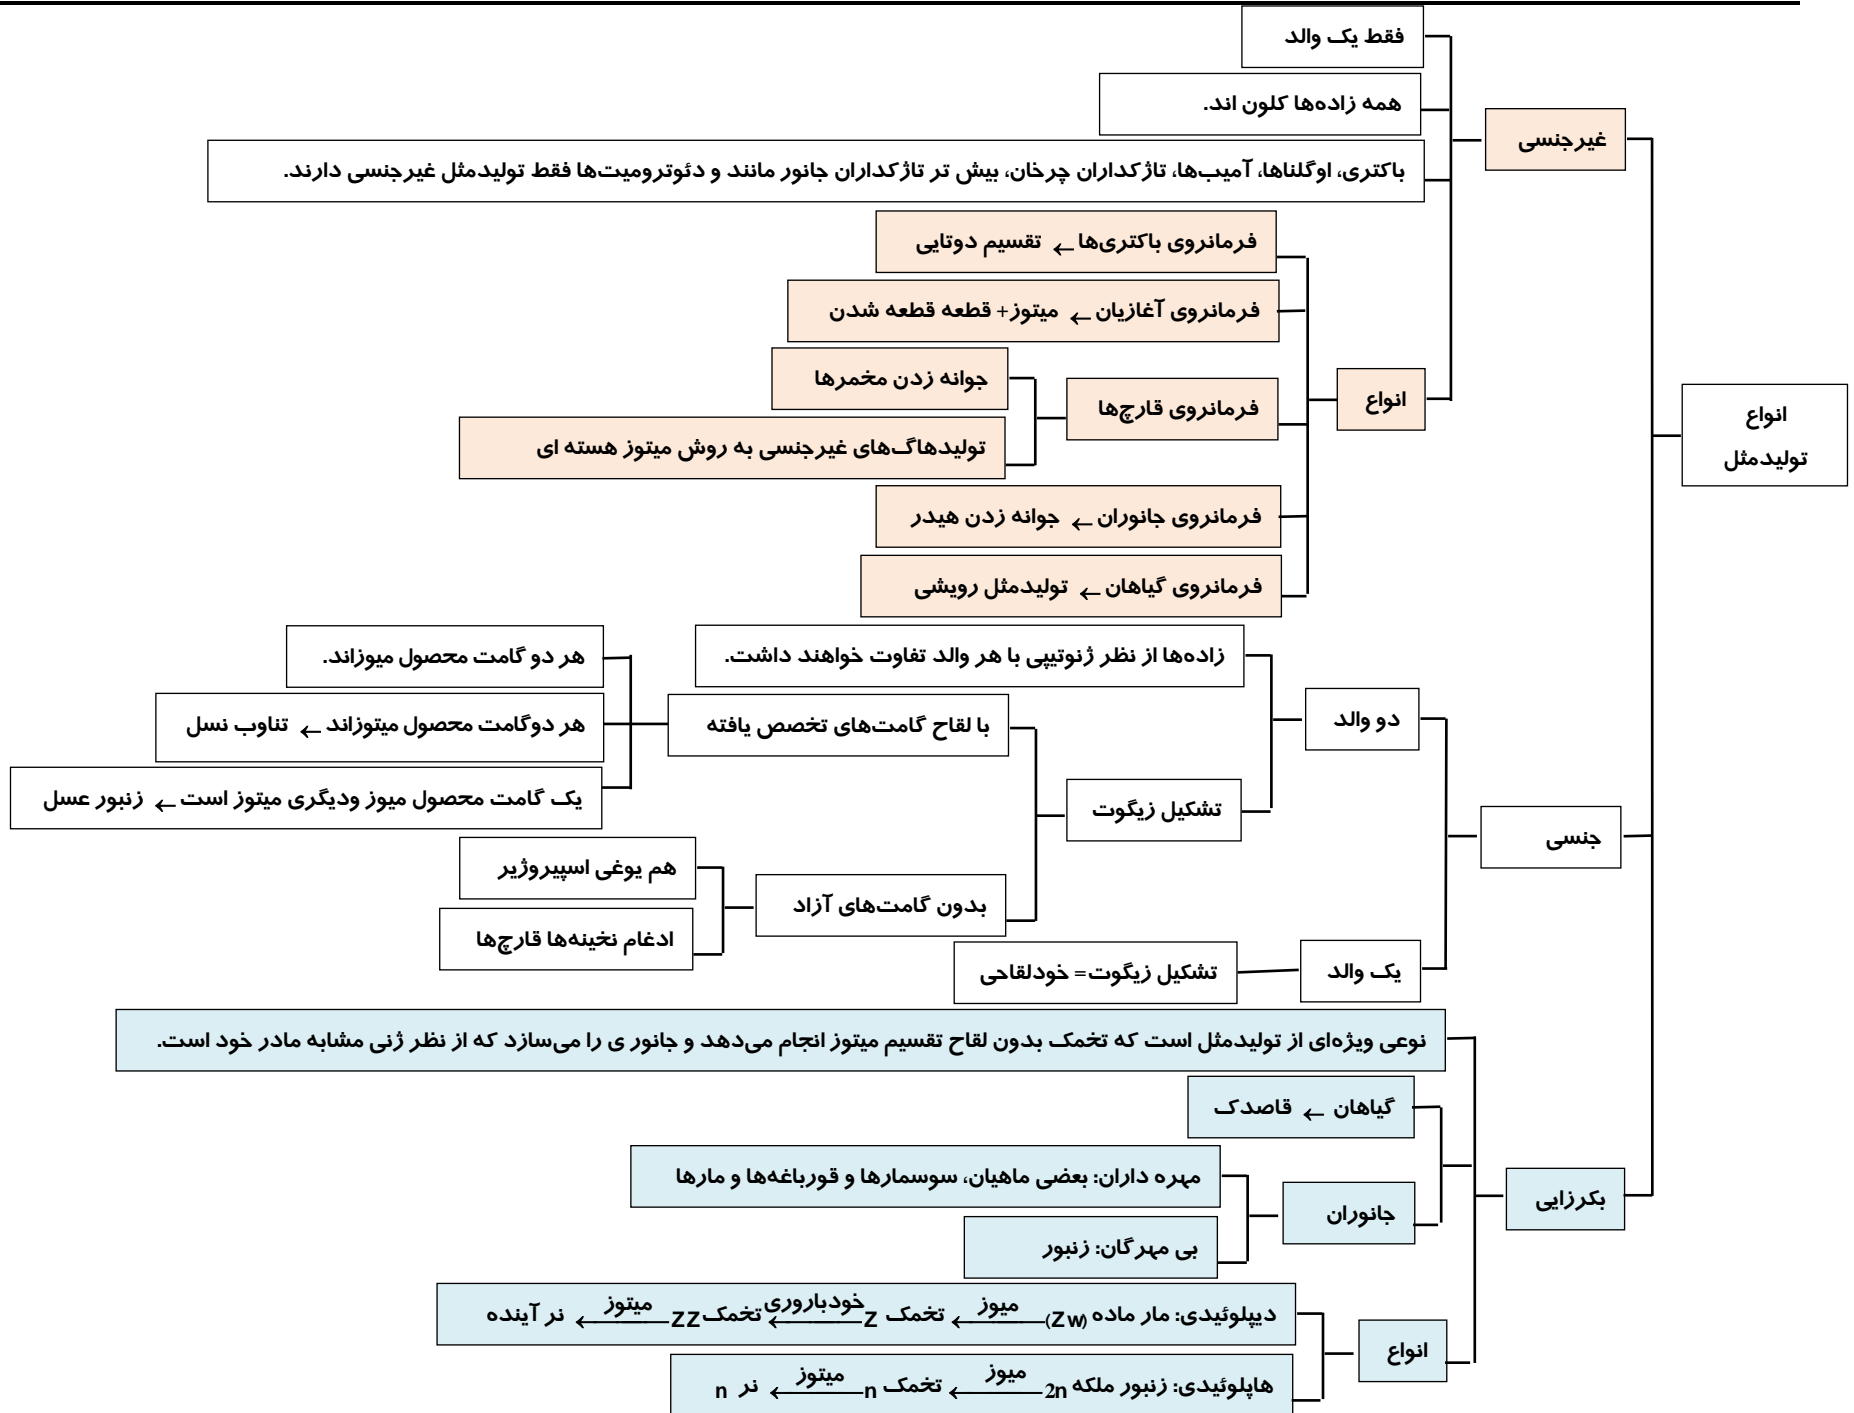 انواع
تولیدمثل
غیرجنسی
فقط یک والد
همه زاده‌ها کلون اند.
باکتری، اوگلناها، آمیب‌ها، تاژکداران چرخان، بیش تر تاژکداران جانور مانند و دئوترومیت‌ها فقط تولیدمثل غیرجنسی دارند.
انواع
فرمانروی باکتری‌ها ← تقسیم دوتایی
فرمانروی آغازیان ← میتوز+ قطعه قطعه شدن
فرمانروی قارچ‌ها
جوانه زدن مخمرها
تولیدهاگ‌های غیرجنسی به روش میتوز هسته ای
فرمانروی جانوران ← جوانه زدن هیدر
فرمانروی گیاهان ← تولیدمثل رویشی
جنسی
دو والد
زاده‌ها از نظر ژنوتیپی با هر والد تفاوت خواهند داشت.
تشکیل زیگوت
با لقاح گامت‌های تخصص یافته
هر دو گامت محصول میوزاند.
هر دوگامت محصول میتوزاند ← تناوب نسل
یک گامت محصول میوز ودیگری میتوز است ← زنبور عسل
بدون گامت‌های آزاد
هم یوغی اسپیروژیر
ادغام نخینه‌ها قارچ‌ها
یک والد
تشکیل زیگوت= خودلقاحی
بکرزایی
نوعی ویژه‌ای از تولیدمثل است که تخمک بدون لقاح تقسیم میتوز انجام می‌دهد و جانور ی را می‌سازد که از نظر ژنی مشابه مادر خود است.
گیاهان ← قاصدک
جانوران
مهره داران: بعضی ماهیان، سوسمارها و قورباغه‌ها و مارها
بی مهرگان: زنبور
انواع
دیپلوئیدی: مار ماده (Zw) ← میوز تخمک Z ← خودباروری تخمک ZZ ← میتوز نر آینده
هاپلوئیدی: زنبور ملکه 2n ← میوز تخمک n ← میتوز نر n